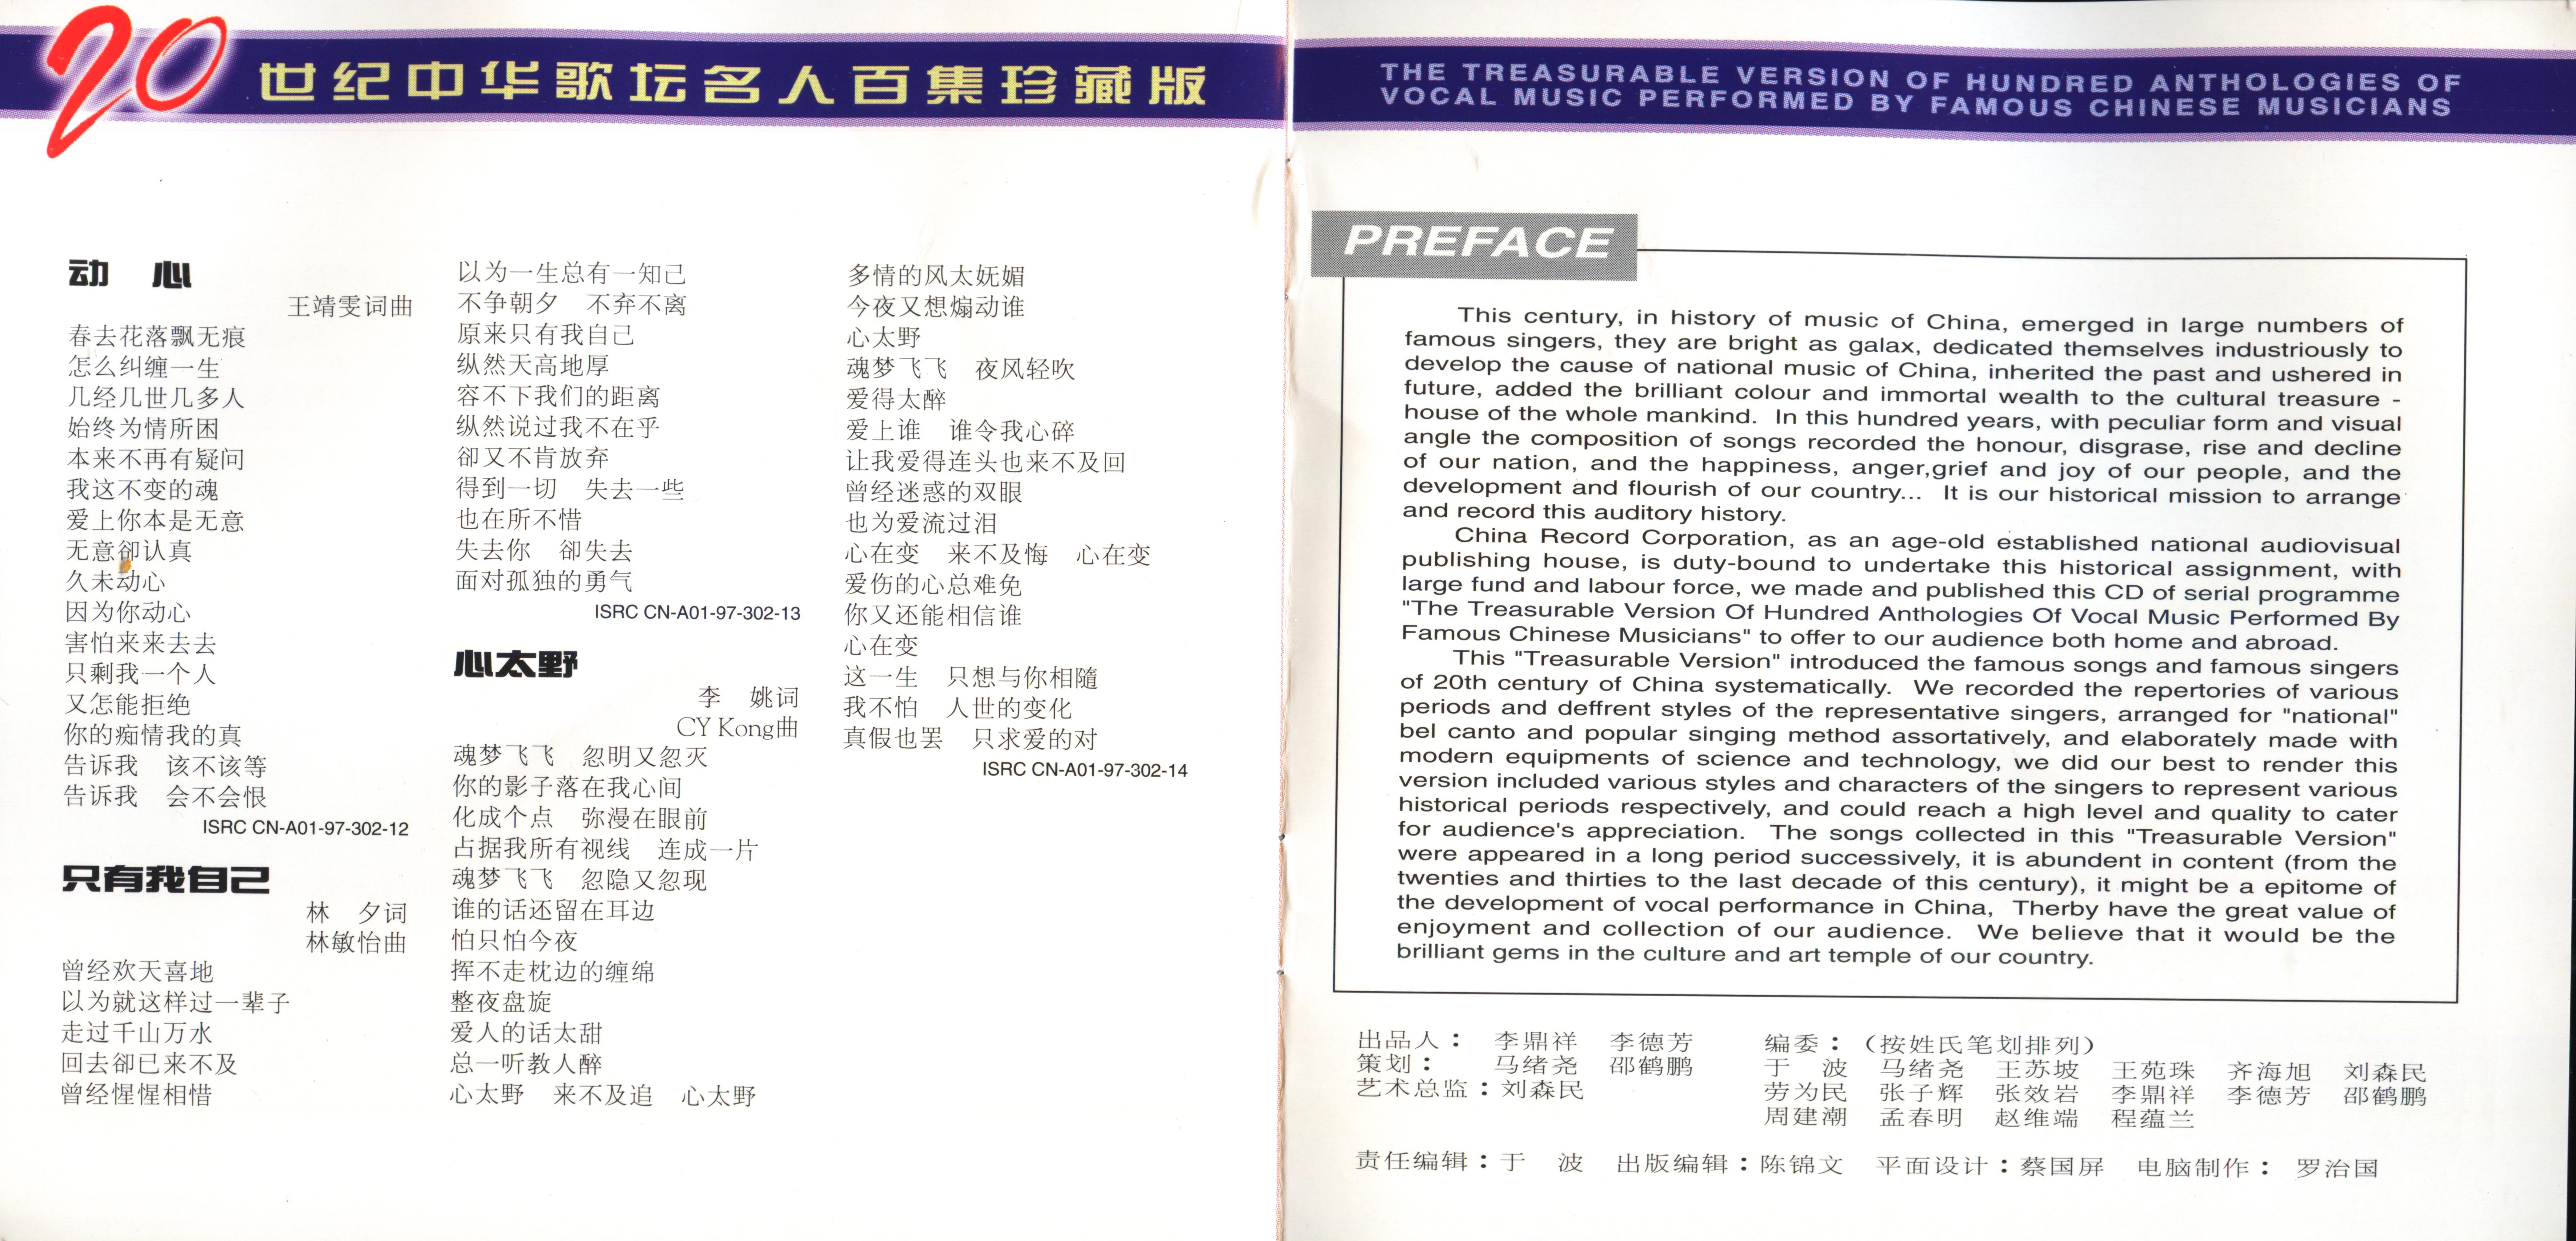 20世纪中华歌坛名人百集珍藏版
动　心
王靖雯词曲
春去花落飘无痕
怎么纠缠一生
几经几世几多人
始终为情所困
本来不再有疑问
我这不变的魂
爱上你本是无意
无意卻认真
久未动心
因为你动心
害怕来来去去
只剩我一个人
又怎能拒绝
你的痴情我的真
告诉我　该不该等
告诉我　会不会恨
ISRC CN-A01-97-302-12
只有我自己
林　夕词
林敏怡曲
曾经欢天喜地
以为就这样过一辈子
走过千山万水
回去卻已来不及
曾经惺惺相惜
以为一生总有一知己
不争朝夕　不弃不离
原来只有我自己
纵然天高地厚
容不下我们的距离
纵然说过我不在乎
卻又不肯放弃
得到一切　失去一些
也在所不惜
失去你　卻失去
面对孤独的勇气
ISRC CN-A01-97-302-13
心太野
李　姚词
CY Kong曲
魂梦飞飞　忽明又忽灭
你的影子落在我心间
化成个点　弥漫在眼前
占据我所有视线　连成一片
魂梦飞飞　忽隐又忽现
谁的话还留在耳边
怕只怕今夜
挥不走枕边的缠绵
整夜盘旋
爱人的话太甜
总一听教人醉
心太野　来不及追　心太野
多情的风太妩媚
今夜又想煽动谁
心太野
魂梦飞飞　夜风轻吹
爱得太醉
爱上谁　谁令我心碎
让我爱得连头也来不及回
曾经迷惑的双眼
也为爱流过泪
心在变　来不及悔　心在变
爱伤的心总难免
你又还能相信谁
心在变
这一生　只想与你相隨
我不怕　人世的变化
真假也罢　只求爱的对
ISRC CN-A01-97-302-14
THE TREASURABLE VERSION OF HUNDRED ANTHOLOGIES OF
VOCAL MUSIC PERFORMED BY FAMOUS CHINESE MUSICIANS
PREFACE
This century, in history of music of China, emerged in large numbers of
famous singers, they are bright as galax, dedicated themselves industriously to
develop the cause of national music of China, inherited the past and ushered in
future, added the brilliant colour and immortal wealth to the cultural treasure -
house of the whole mankind. In this hundred years, with peculiar form and visual
angle the composition of songs recorded the honour, disgrase, rise and decline
of our nation, and the happiness, anger,grief and joy of our people, and the
development and flourish of our country... It is our historical mission to arrange
and record this auditory history.
China Record Corporation, as an age-old established national audiovisual
publishing house, is duty-bound to undertake this historical assignment, with
large fund and labour force, we made and published this CD of serial programme
"The Treasurable Version Of Hundred Anthologies Of Vocal Music Performed By
Famous Chinese Musicians" to offer to our audience both home and abroad.
This "Treasurable Version" introduced the famous songs and famous singers
of 20th century of China systematically. We recorded the repertories of various
periods and deffrent styles of the representative singers, arranged for "national"
bel canto and popular singing method assortatively, and elaborately made with
modern equipments of science and technology, we did our best to render this
version included various styles and characters of the singers to represent various
historical periods respectively, and could reach a high level and quality to cater
for audience's appreciation. The songs collected in this "Treasurable Version"
were appeared in a long period successively, it is abundent in content (from the
twenties and thirties to the last decade of this century), it might be a epitome of
the development of vocal performance in China, Therby have the great value of
enjoyment and collection of our audience. We believe that it would be the
brilliant gems in the culture and art temple of our country.
出品人：　李鼎祥　李德芳
策划：　马绪尧　邵鹤鹏
艺术总监：刘森民
编委：（按姓氏笔划排列）
于　波　马绪尧　王苏坡　王苑珠　齐海旭　刘森民
劳为民　张子辉　张效岩　李鼎祥　李德芳　邵鹤鹏
周建潮　孟春明　赵维端　程蕴兰
责任编辑：于　波　出版编辑：陈锦文　平面设计：蔡国屏　电脑制作：　罗治国